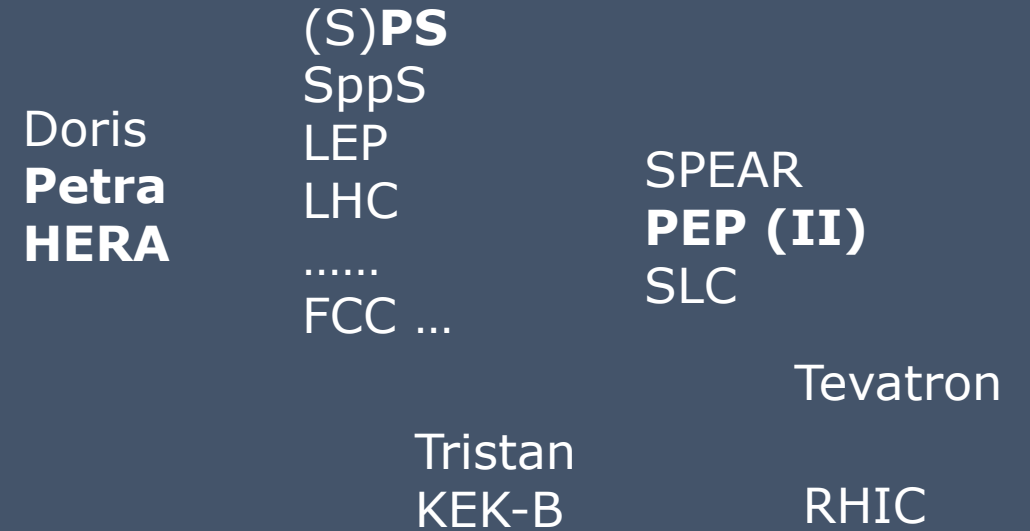 Doris
Petra
HERA
(S)PS
SppS
LEP
LHC
……
FCC …
SPEAR
PEP (II)
SLC
Tevatron
Tristan
KEK-B
RHIC